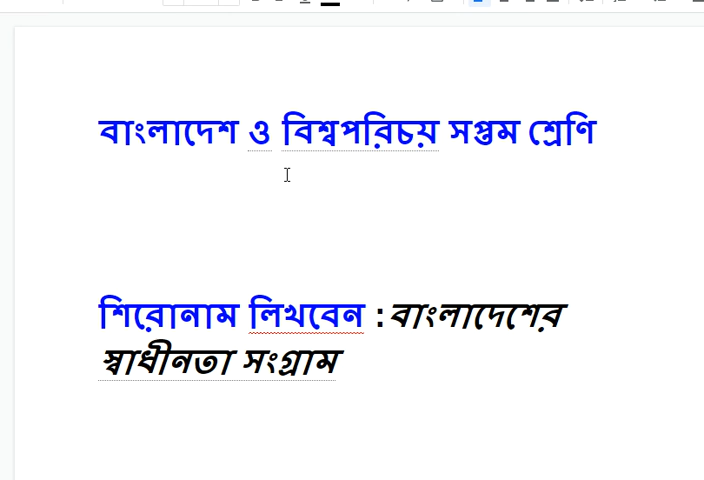 বাংলাদেশ ও বিশ্বপরিচয় সপ্তম শ্রেণি
শিরোনাম লিখবেন :বাংলাদেশের
স্বাধীনতা সংগ্রাম